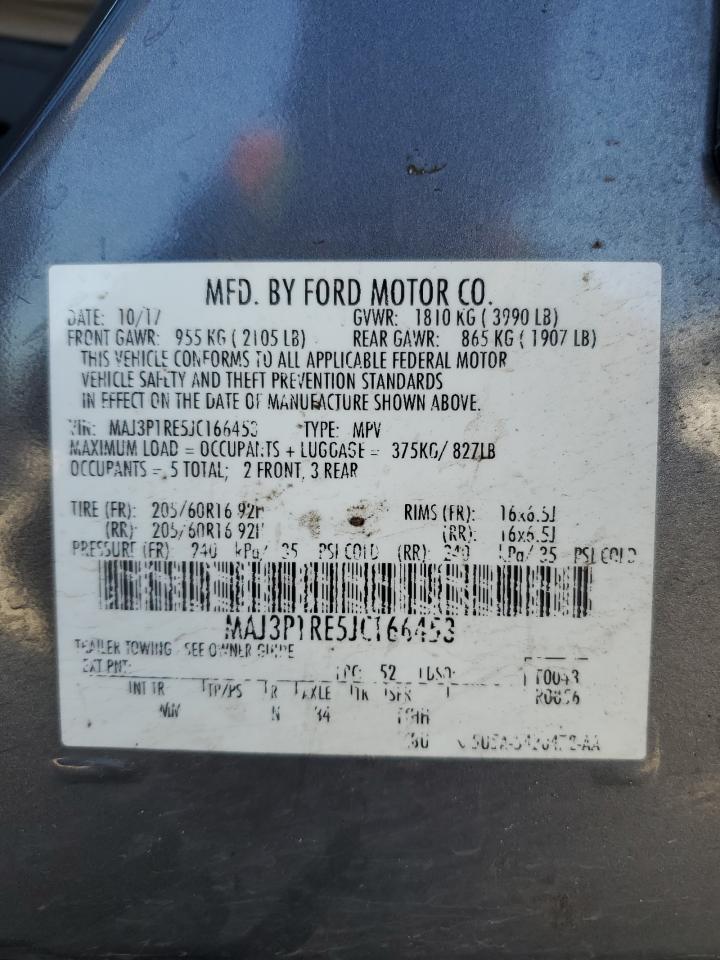 MFD. BY FORD MOTOR CO.
DATE: 10/17 GVWR: 1810 KG ( 3990 LB)
FRONT GAWR: 955 KG ( 2105 LB) REAR GAWR: 865 KG ( 1907 LB)
THIS VEHICLE CONFORMS TO ALL APPLICABLE FEDERAL MOTOR
VEHICLE SAFETY AND THEFT PREVENTION STANDARDS
IN EFFECT ON THE DATE OF MANUFACTURE SHOWN ABOVE.
VIN: MAJ3P1RE5JC166453 TYPE: MPV
MAXIMUM LOAD = OCCUPANTS + LUGGAGE = 375KG/ 827LB
OCCUPANTS = 5 TOTAL; 2 FRONT, 3 REAR
TIRE (FR): 205/60R16 92H RIMS (FR): 16x6.5J
(RR): 205/60R16 92H (RR): 16x6.5J
PRESSURE (FR) 240 kPa/ 35 PSI COLD (RR) 240 kPa/ 35 PSI COLD
MAJ3P1RE5JC166453
TRAILER TOWING - SEE OWNER GUIDE
EXT PNT: 52 DSO:
INT TR TP/PS R AXLE TR SPR
N